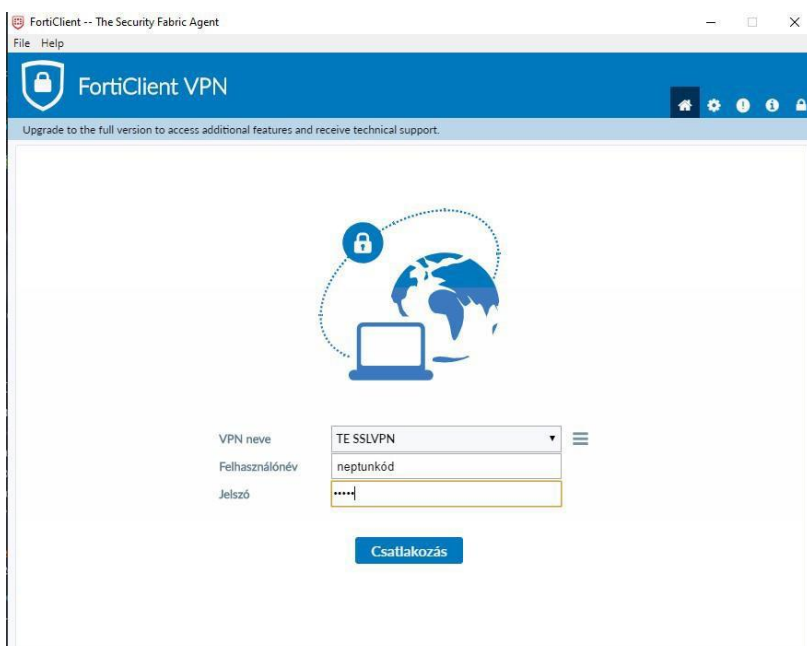 FortiClient -- The Security Fabric Agent
File Help
FortiClient VPN
Upgrade to the full version to access additional features and receive technical support.
VPN neve TE SSLVPN
Felhasználónév neptunkód
Jelszó •••••
Csatlakozás